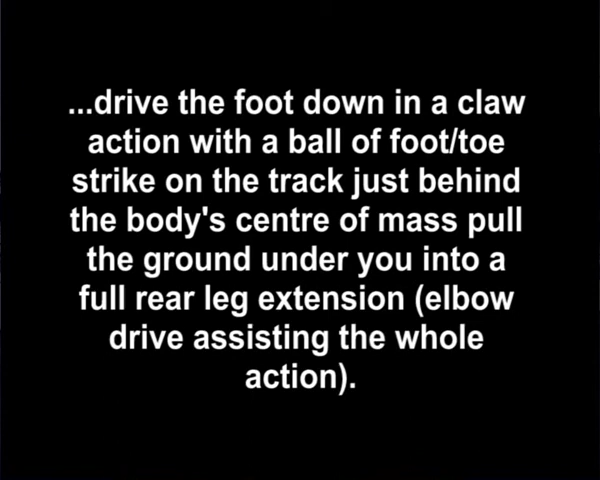 ...drive the foot down in a claw
action with a ball of foot/toe
strike on the track just behind
the body's centre of mass pull
the ground under you into a
full rear leg extension (elbow
drive assisting the whole
action).